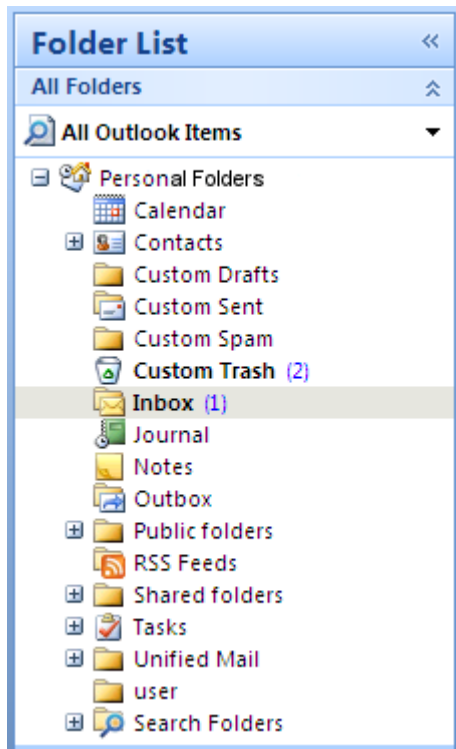 Folder List
All Folders
All Outlook Items
Personal Folders
Calendar
Contacts
Custom Drafts
Custom Sent
Custom Spam
Custom Trash (2)
Inbox (1)
Journal
Notes
Outbox
Public folders
RSS Feeds
Shared folders
Tasks
Unified Mail
user
Search Folders